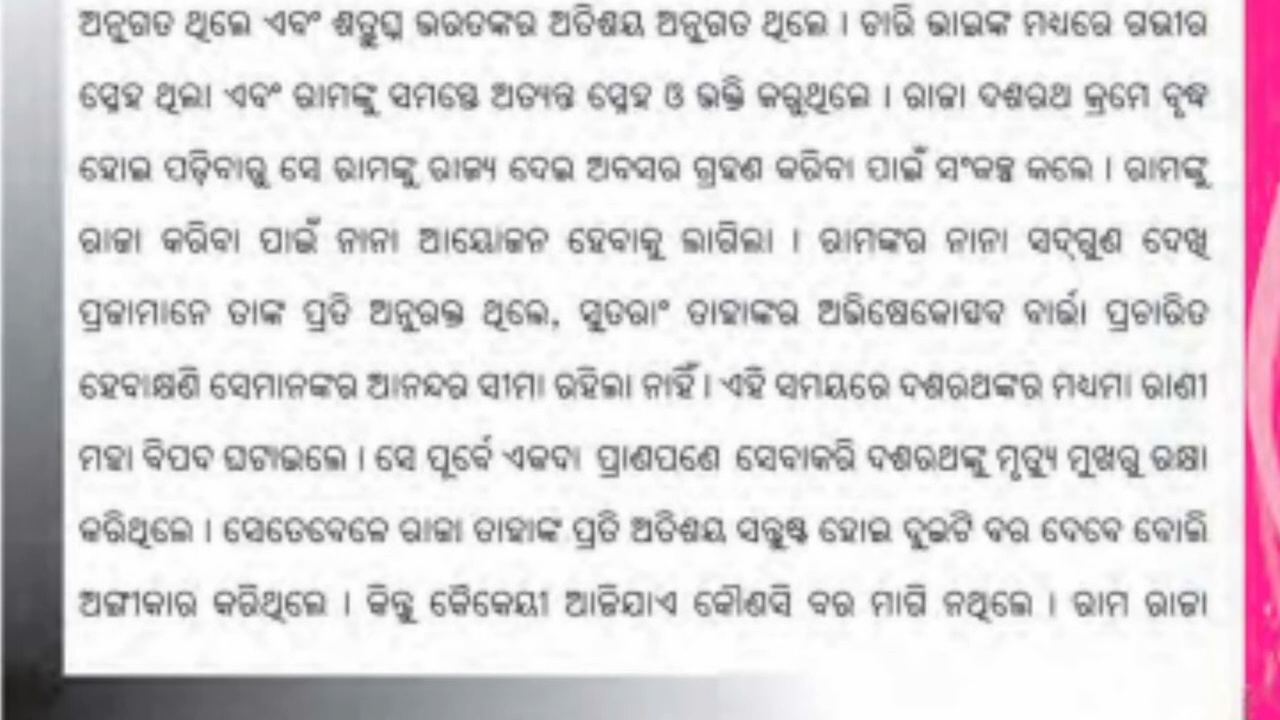 ଅନୁଗତ ଥିଲେ ଏବଂ ଶତ୍ରୁଘ୍ନ ଭରତଙ୍କର ଅତିଶୟ ଅନୁଗତ ଥିଲେ । ଚାରି ଭାଇଙ୍କ ମଧ୍ୟରେ ଗଭୀର
ସ୍ନେହ ଥିଲା ଏବଂ ରାମଙ୍କୁ ସମସ୍ତେ ଅତ୍ୟନ୍ତ ସ୍ନେହ ଓ ଭକ୍ତି କରୁଥିଲେ । ରାଜା ଦଶରଥ କ୍ରମେ ବୃଦ୍ଧ
ହୋଇ ପଡ଼ିବାରୁ ସେ ରାମଙ୍କୁ ରାଜ୍ୟ ଦେଇ ଅବସର ଗ୍ରହଣ କରିବା ପାଇଁ ସଂକଳ୍ପ କଲେ । ରାମଙ୍କୁ
ରାଜା କରିବା ପାଇଁ ନାନା ଆୟୋଜନ ହେବାକୁ ଲାଗିଲା । ରାମଙ୍କର ନାନା ସଦ୍‌ଗୁଣ ଦେଖି
ପ୍ରଜାମାନେ ତାଙ୍କ ପ୍ରତି ଅନୁରକ୍ତ ଥିଲେ, ସୁତରାଂ ତାହାଙ୍କର ଅଭିଷେକୋତ୍ସବ ବାର୍ତ୍ତା ପ୍ରଚାରିତ
ହେବାକ୍ଷଣି ସେମାନଙ୍କର ଆନନ୍ଦର ସୀମା ରହିଲା ନାହିଁ । ଏହି ସମୟରେ ଦଶରଥଙ୍କର ମଧ୍ୟମା ରାଣୀ
ମହା ବିପଦ ଘଟାଇଲେ । ସେ ପୂର୍ବେ ଏକଦା ପ୍ରାଣପଣେ ସେବାକରି ଦଶରଥଙ୍କୁ ମୃତ୍ୟୁ ମୁଖରୁ ରକ୍ଷା
କରିଥିଲେ । ସେତେବେଳେ ରାଜା ତାହାଙ୍କ ପ୍ରତି ଅତିଶୟ ସନ୍ତୁଷ୍ଟ ହୋଇ ଦୁଇଟି ବର ଦେବେ ବୋଲି
ଅଙ୍ଗୀକାର କରିଥିଲେ । କିନ୍ତୁ କୈକେୟୀ ଆଜିଯାଏ କୌଣସି ବର ମାଗି ନଥିଲେ । ରାମ ରାଜା